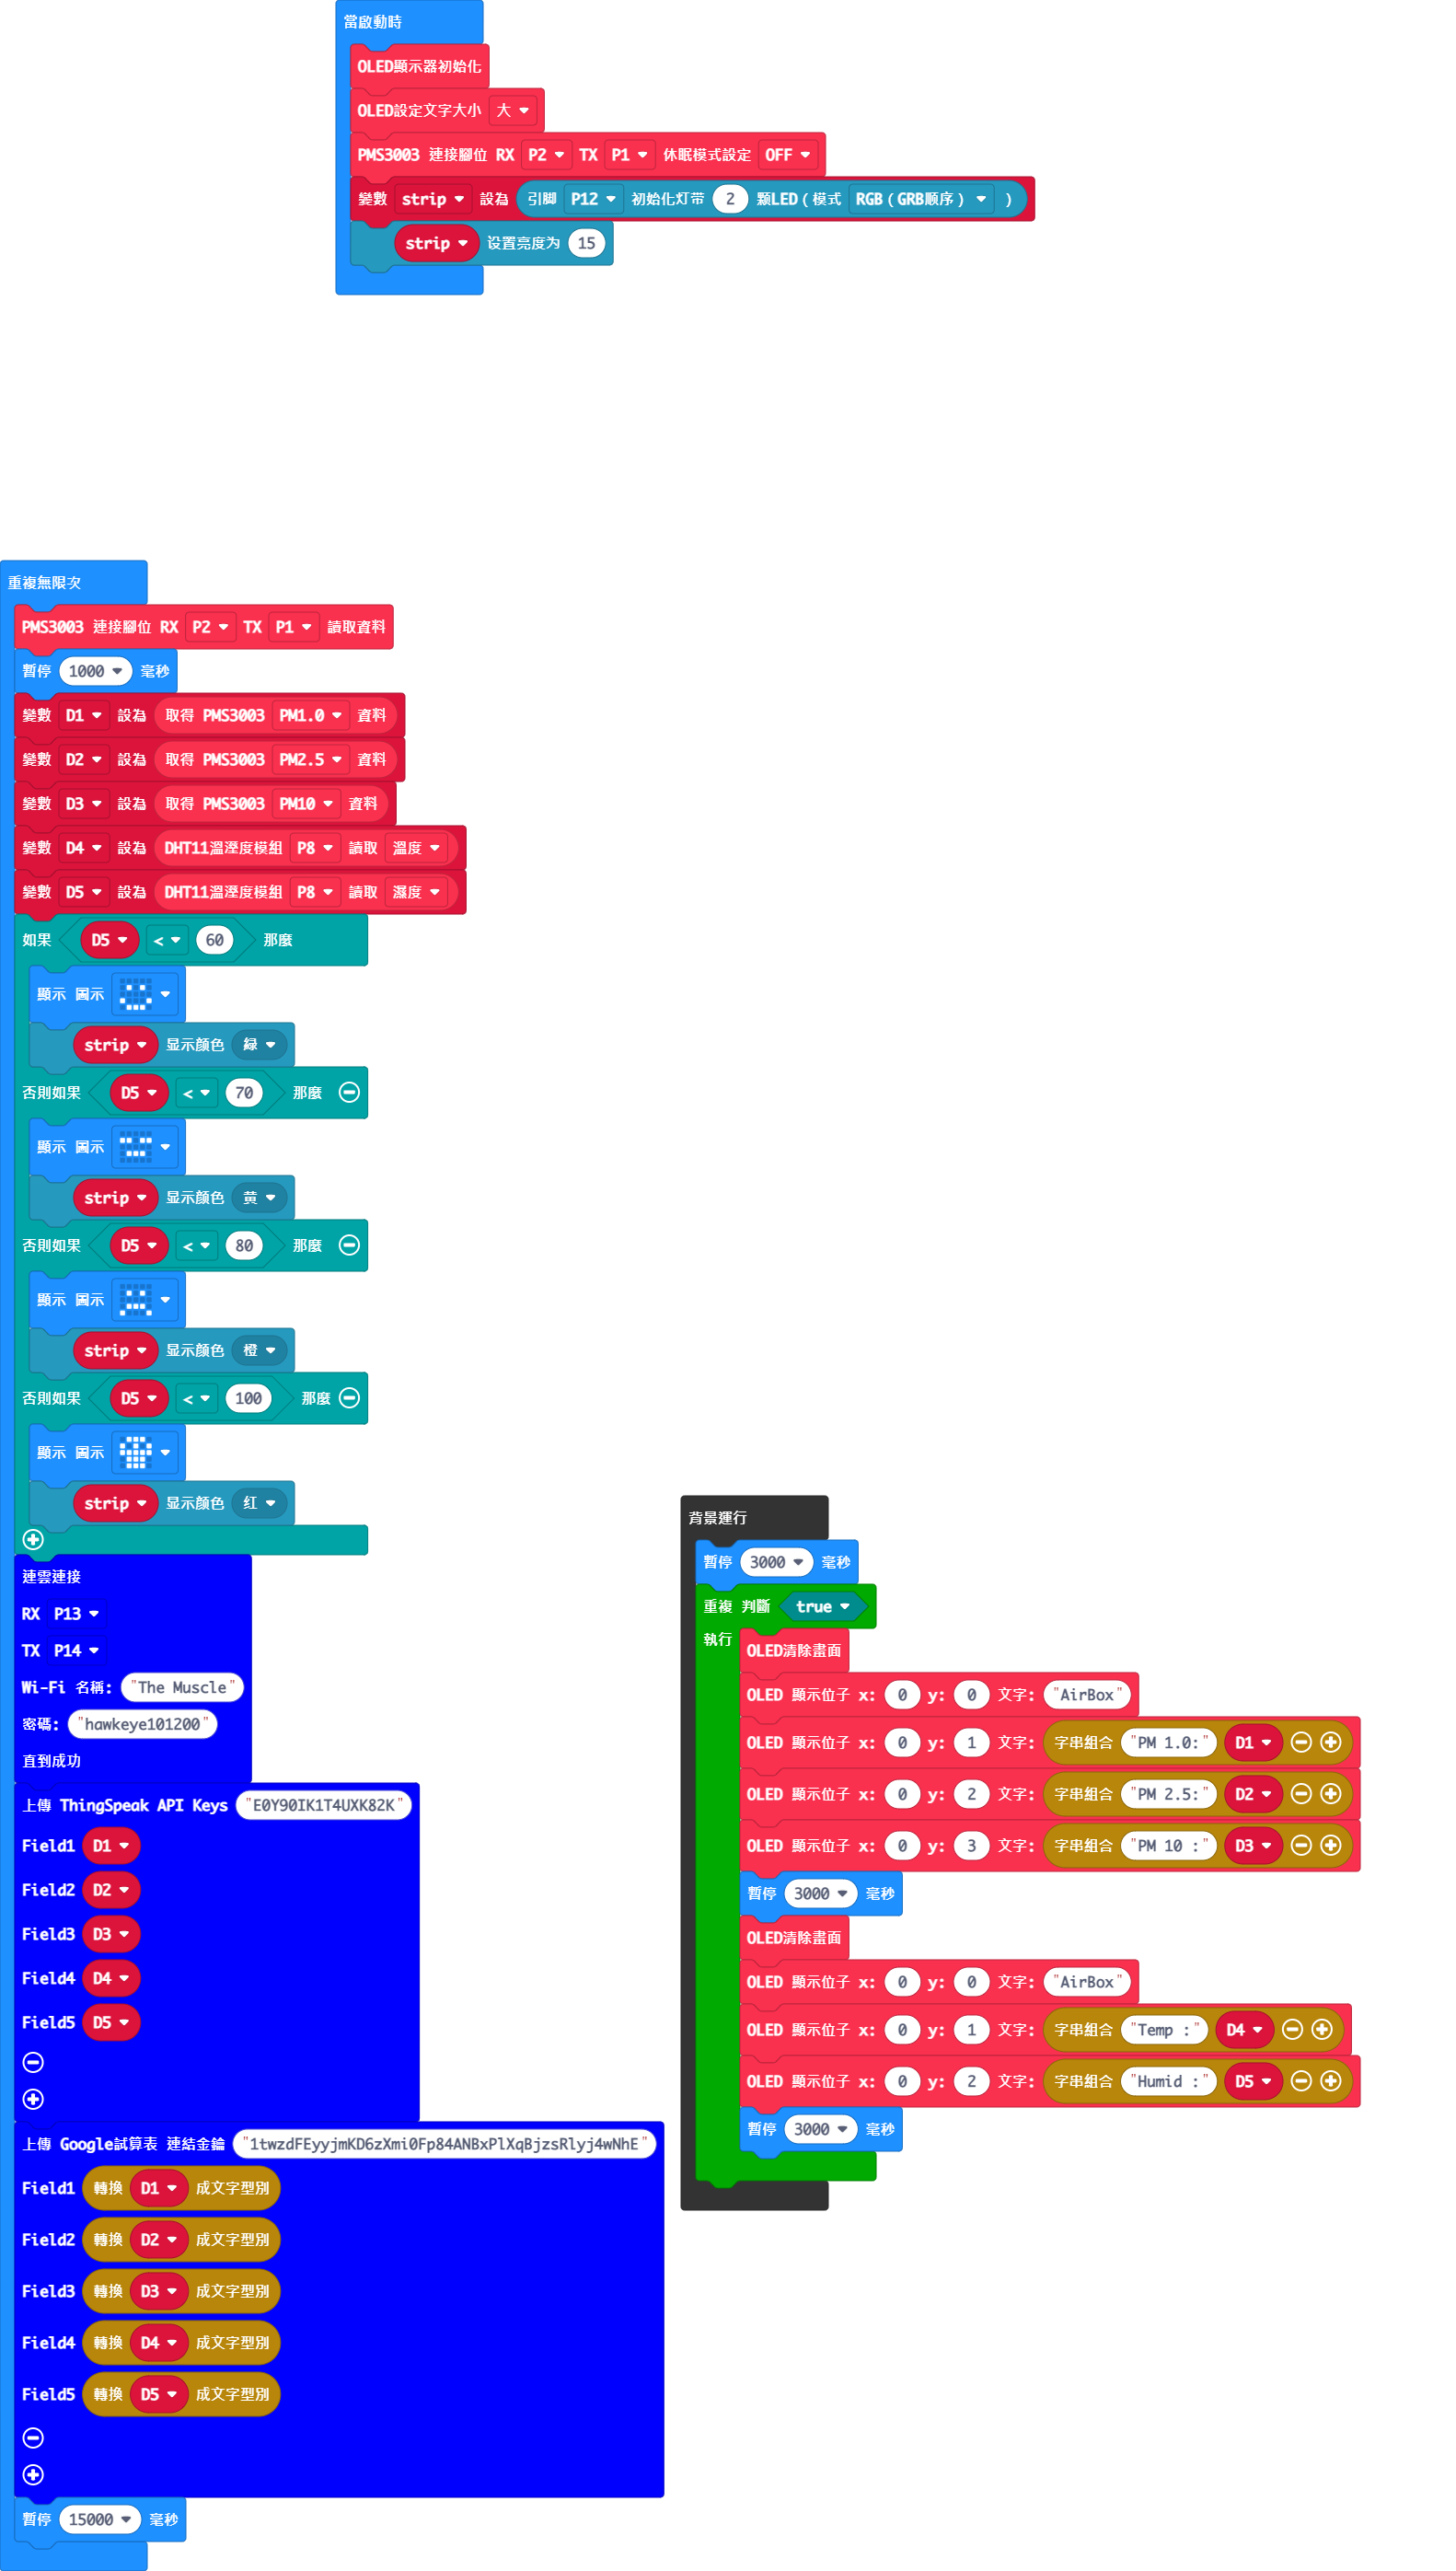 當啟動時
OLED顯示器初始化
OLED設定文字大小 大
PMS3003 連接腳位 RX P2 TX P1 休眠模式設定 OFF
變數 strip 設為 引脚 P12 初始化灯带 2 顆LED(模式 RGB(GRB顺序) )
strip 设置亮度为 15
重複無限次
PMS3003 連接腳位 RX P2 TX P1 讀取資料
暫停 1000 毫秒
變數 D1 設為 取得 PMS3003 PM1.0 資料
變數 D2 設為 取得 PMS3003 PM2.5 資料
變數 D3 設為 取得 PMS3003 PM10 資料
變數 D4 設為 DHT11溫溼度模組 P8 讀取 溫度
變數 D5 設為 DHT11溫溼度模組 P8 讀取 濕度
如果 D5 < 60 那麼
顯示 圖示
strip 显示颜色 緑
否則如果 D5 < 70 那麼
顯示 圖示
strip 显示颜色 黄
否則如果 D5 < 80 那麼
顯示 圖示
strip 显示颜色 橙
否則如果 D5 < 100 那麼
顯示 圖示
strip 显示颜色 红
連雲連接
RX P13
TX P14
Wi-Fi 名稱: "The Muscle"
密碼: "hawkeye101200"
直到成功
上傳 ThingSpeak API Keys "E0Y90IK1T4UXK82K"
Field1 D1
Field2 D2
Field3 D3
Field4 D4
Field5 D5
上傳 Google試算表 連結金鑰 "1twzdFEyyjmKD6zXmi0Fp84ANBxPlXqBjzsRlyj4wNhE"
Field1 轉換 D1 成文字型別
Field2 轉換 D2 成文字型別
Field3 轉換 D3 成文字型別
Field4 轉換 D4 成文字型別
Field5 轉換 D5 成文字型別
暫停 15000 毫秒
背景運行
暫停 3000 毫秒
重複 判斷 true
執行
OLED清除畫面
OLED 顯示位子 x: 0 y: 0 文字: "AirBox"
OLED 顯示位子 x: 0 y: 1 文字: 字串組合 "PM 1.0:" D1
OLED 顯示位子 x: 0 y: 2 文字: 字串組合 "PM 2.5:" D2
OLED 顯示位子 x: 0 y: 3 文字: 字串組合 "PM 10 :" D3
暫停 3000 毫秒
OLED清除畫面
OLED 顯示位子 x: 0 y: 0 文字: "AirBox"
OLED 顯示位子 x: 0 y: 1 文字: 字串組合 "Temp :" D4
OLED 顯示位子 x: 0 y: 2 文字: 字串組合 "Humid :" D5
暫停 3000 毫秒